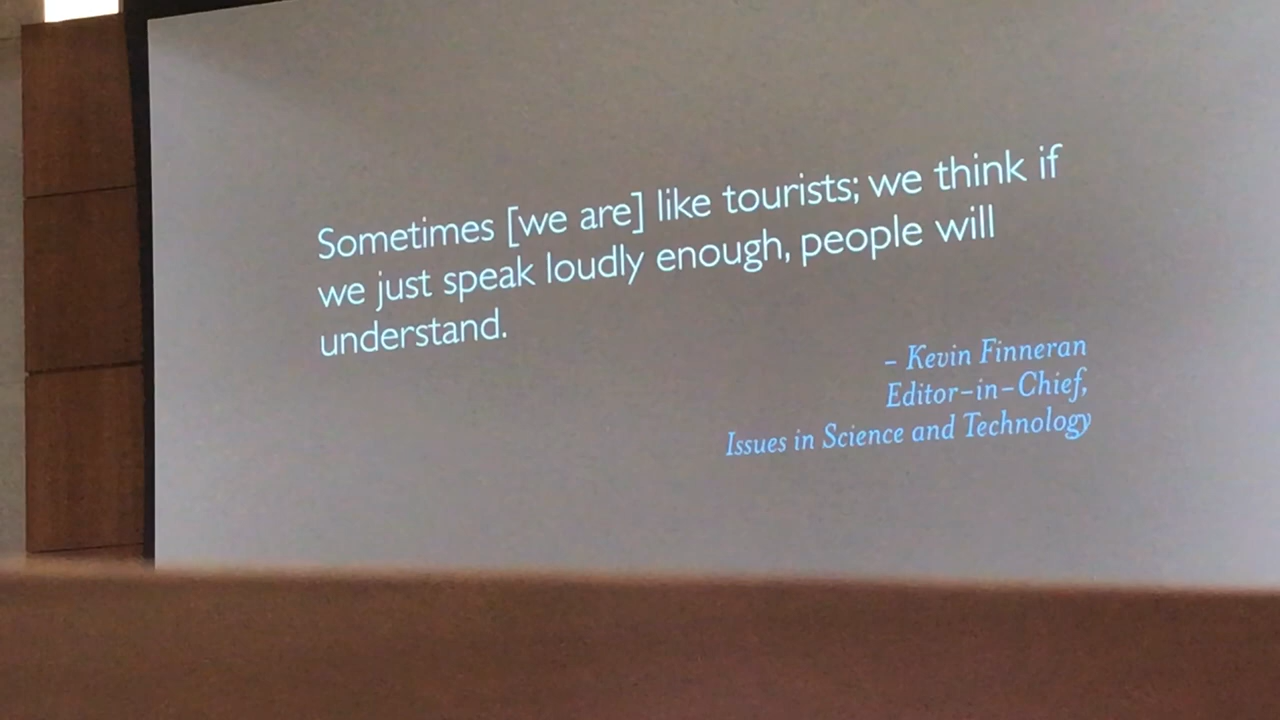 Sometimes [we are] like tourists; we think if
we just speak loudly enough, people will
understand.
– Kevin Finneran
Editor-in-Chief,
Issues in Science and Technology